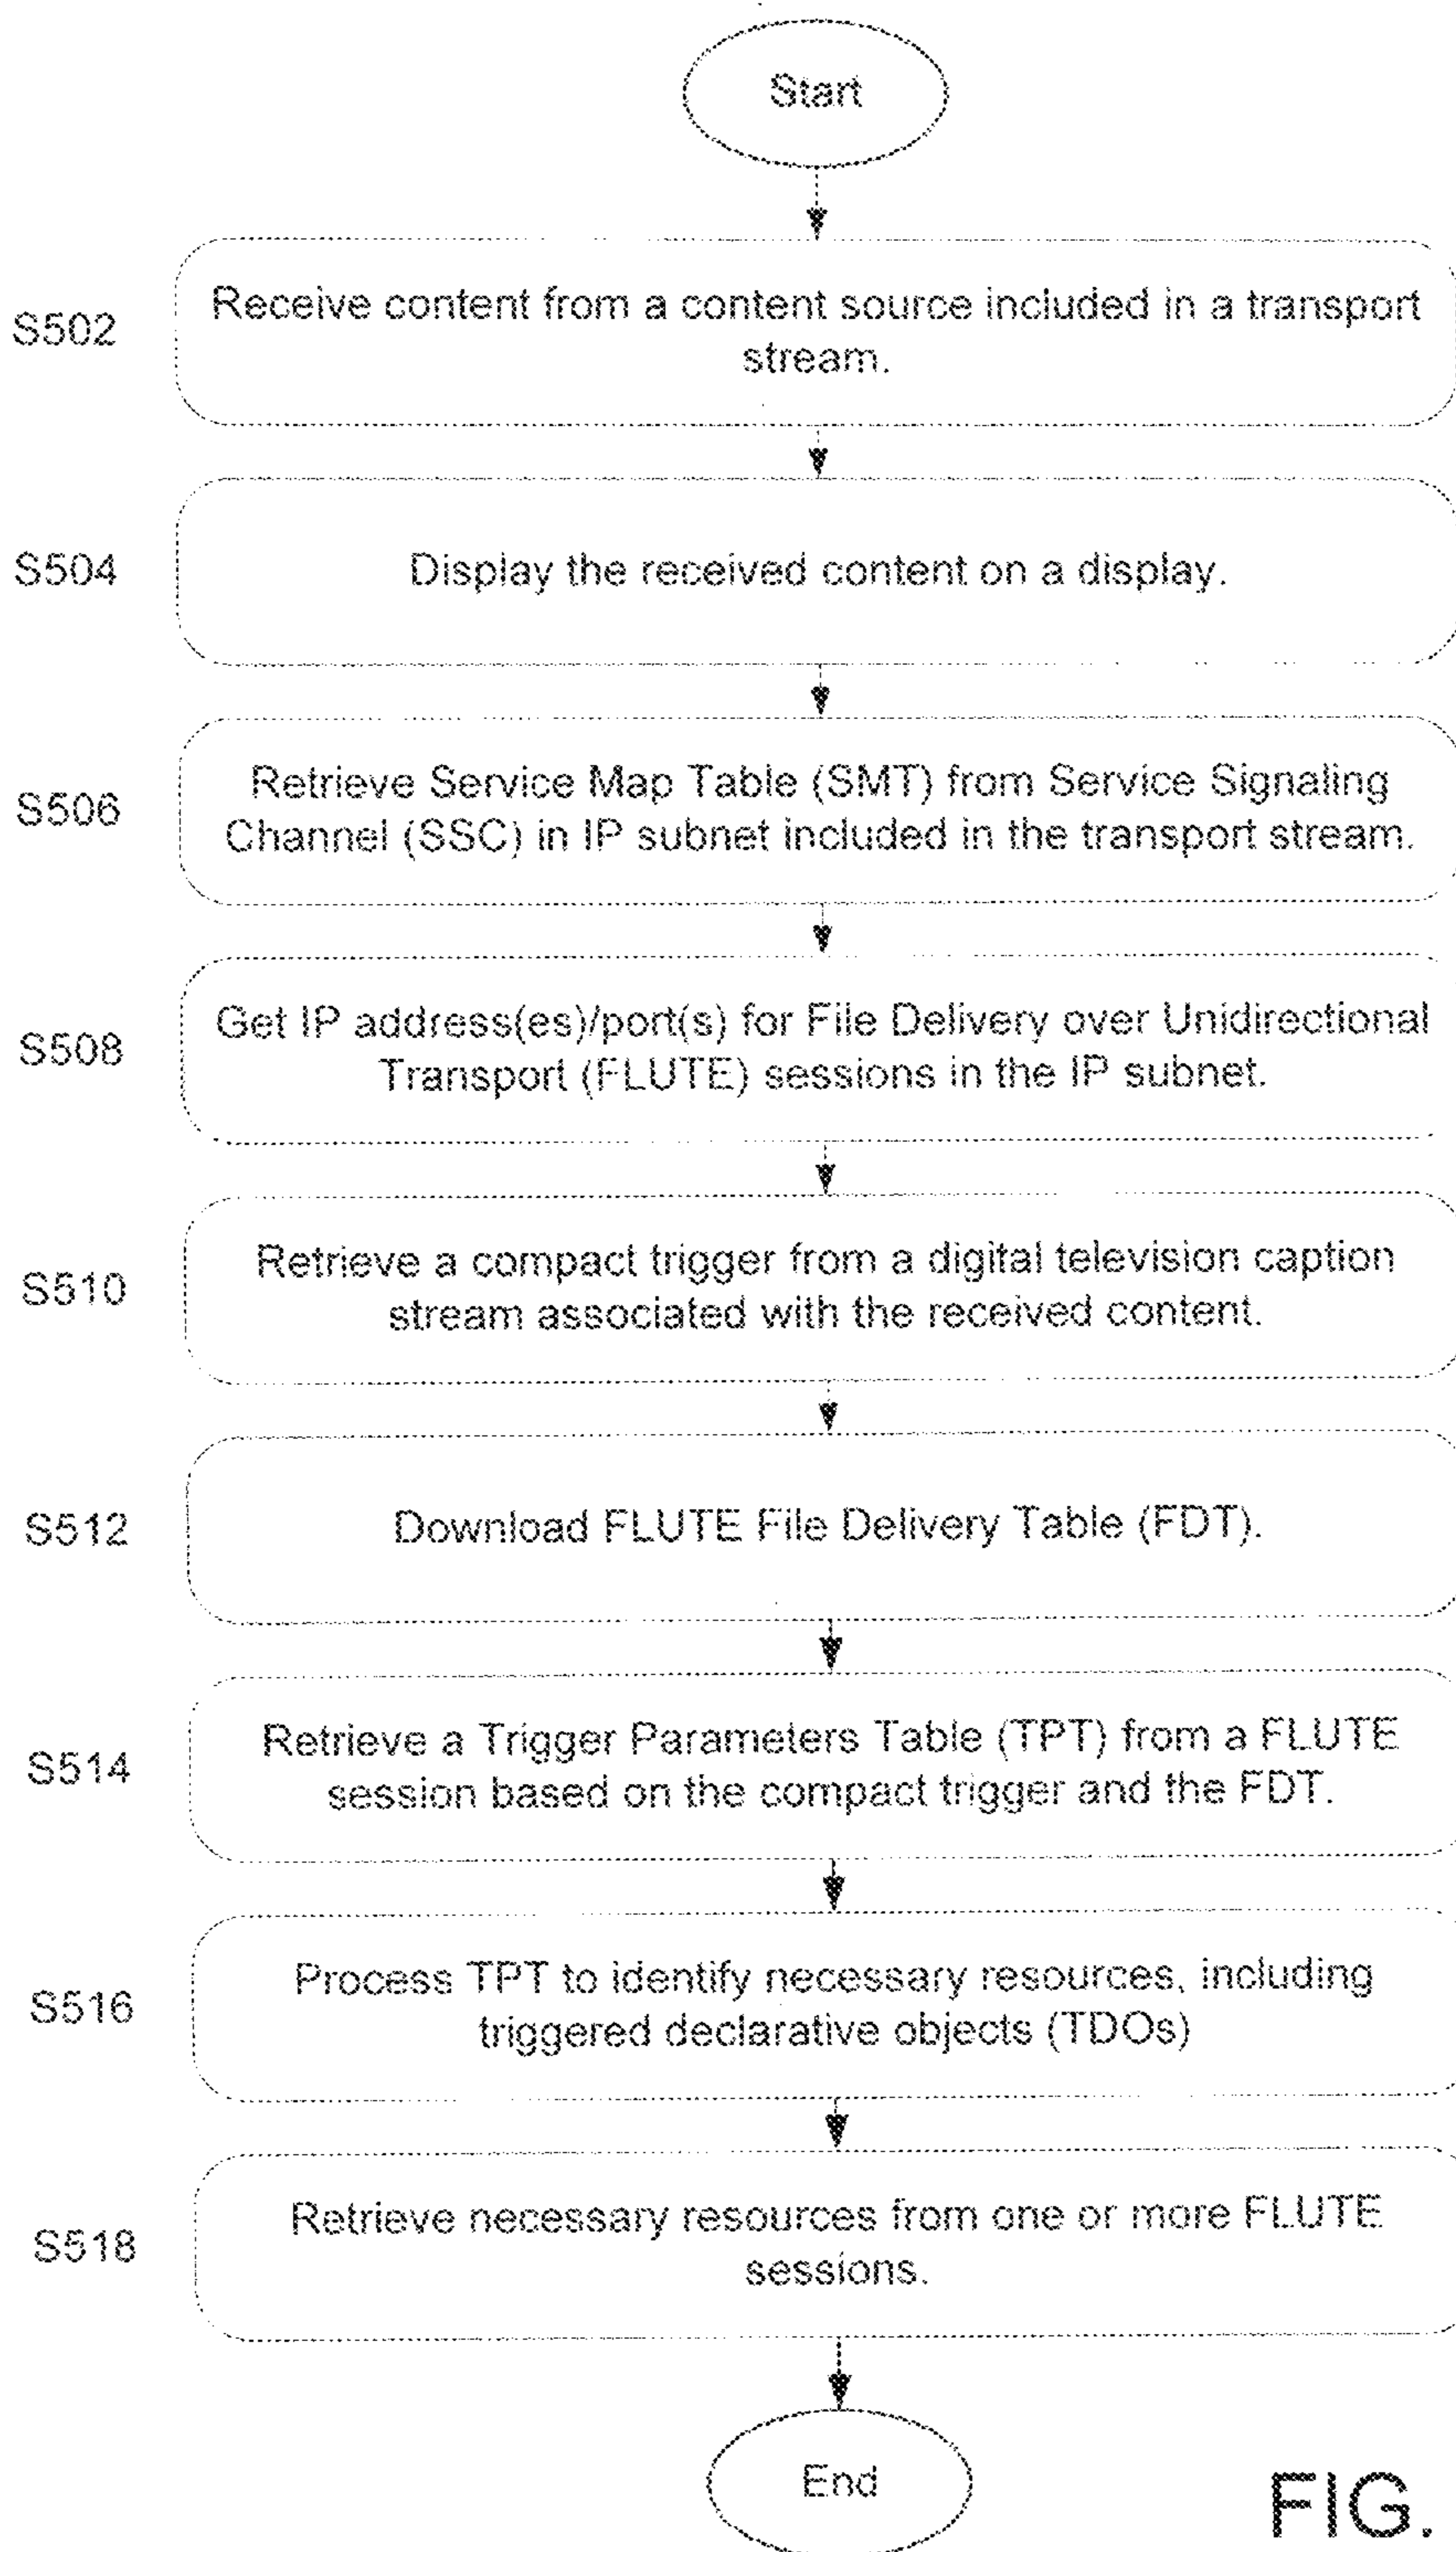 Start
S502
Receive content from a content source included in a transport
stream.
S504
Display the received content on a display.
S506
Retrieve Service Map Table (SMT) from Service Signaling
Channel (SSC) in IP subnet included in the transport stream.
S508
Get IP address(es)/port(s) for File Delivery over Unidirectional
Transport (FLUTE) sessions in the IP subnet.
S510
Retrieve a compact trigger from a digital television caption
stream associated with the received content.
S512
Download FLUTE File Delivery Table (FDT).
S514
Retrieve a Trigger Parameters Table (TPT) from a FLUTE
session based on the compact trigger and the FDT.
S516
Process TPT to identify necessary resources, including
triggered declarative objects (TDOs)
S518
Retrieve necessary resources from one or more FLUTE
sessions.
End
FIG.